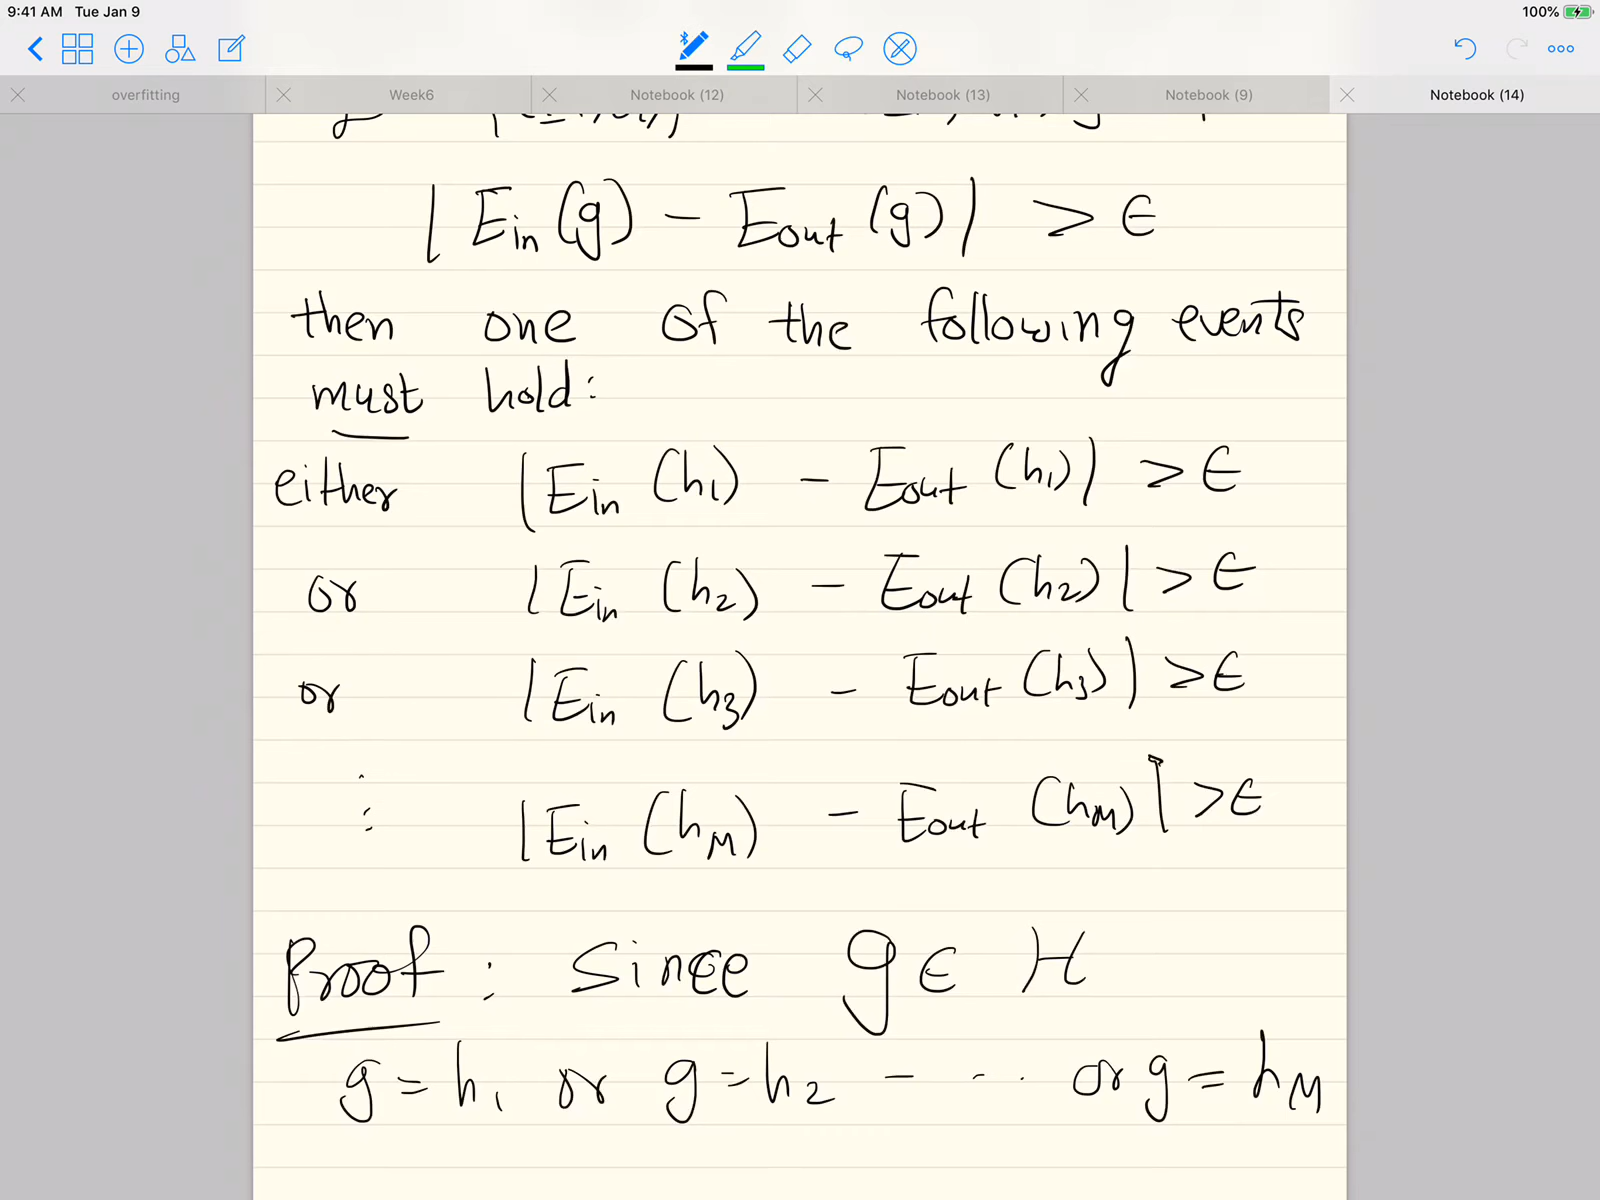 9:41 AM Tue Jan 9 100%
overfitting Week6 Notebook (12) Notebook (13) Notebook (9) Notebook (14)
| Ein (g) - Eout (g) | > ∈
then one of the following events
must hold:
either | Ein (h1) - Eout (h1) | > ∈
or | Ein (h2) - Eout (h2) | > ∈
or | Ein (h3) - Eout (h3) | > ∈
⋮ | Ein (hM) - Eout (hM) | > ∈
Proof : Since g ∈ H
g = h1 or g = h2 - - .. or g = hM